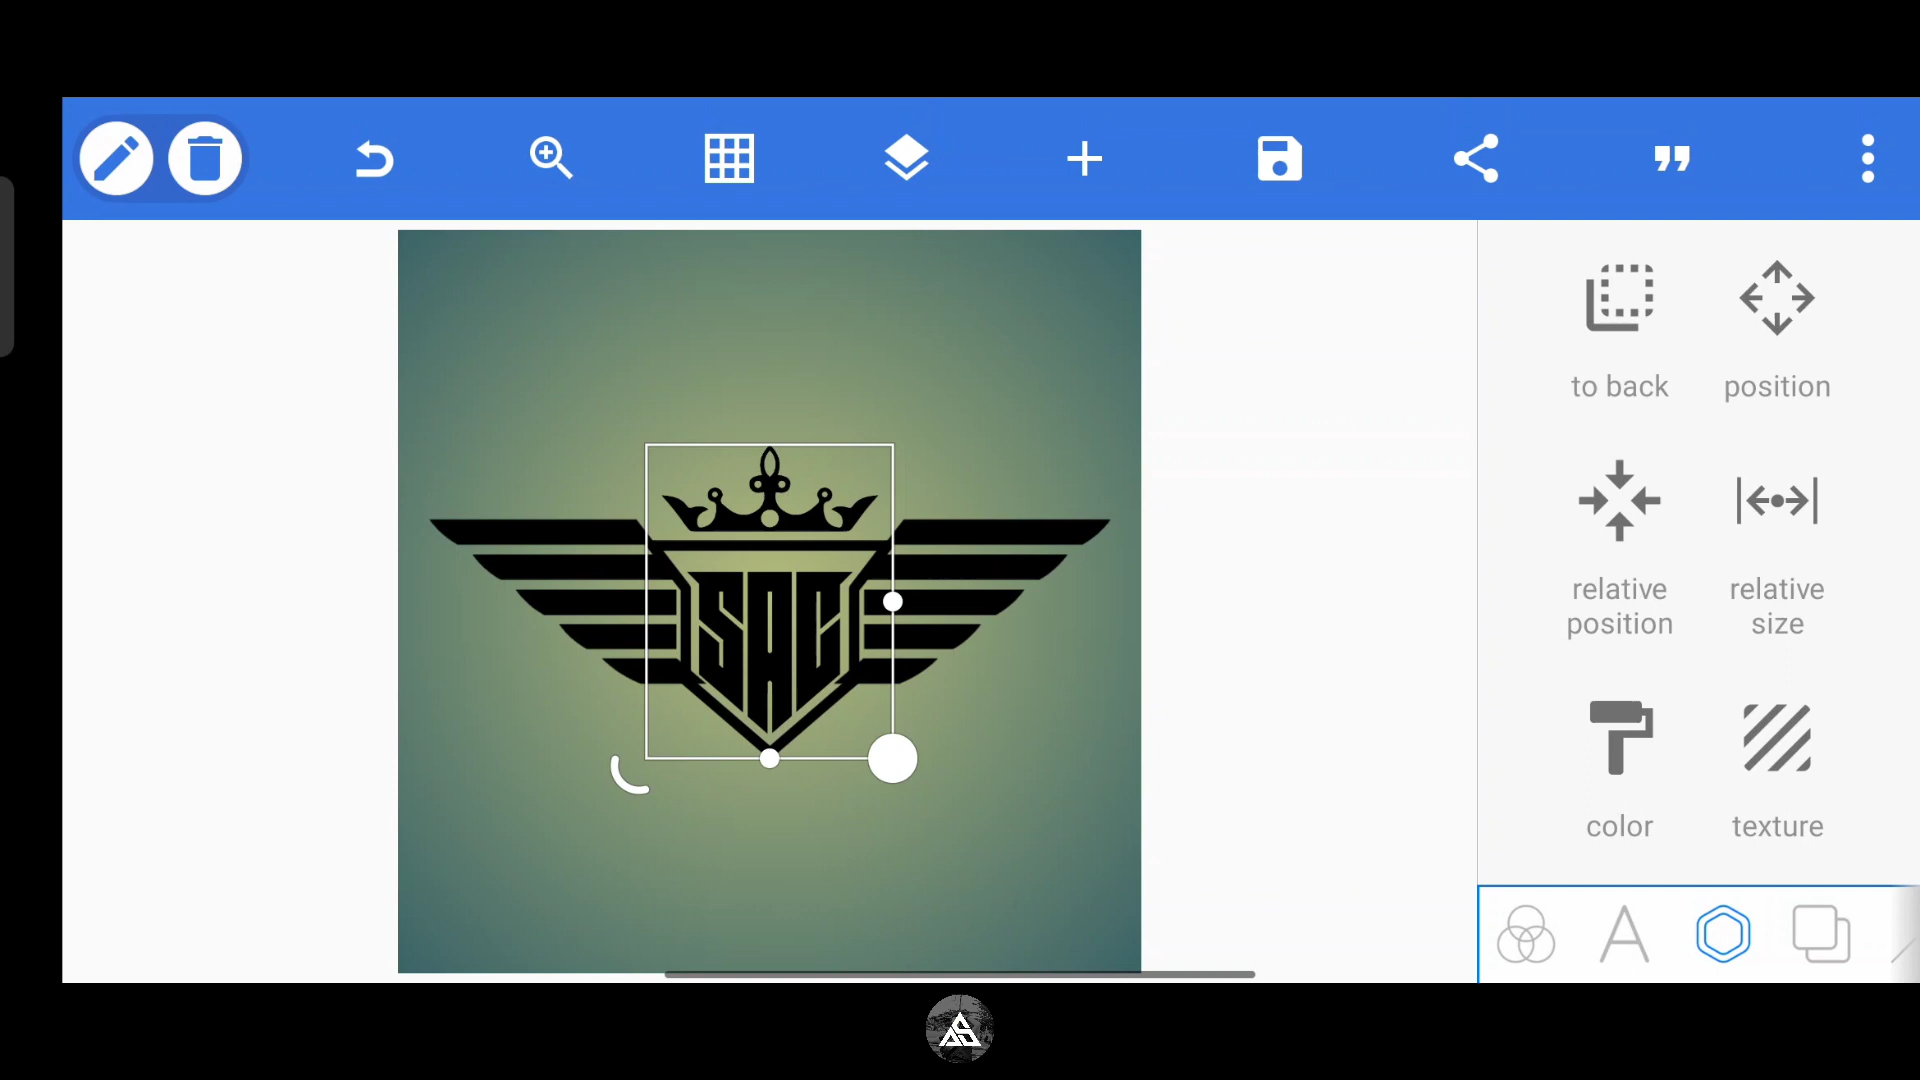 to back
position
SAC
relative
position
relative
size
color
texture